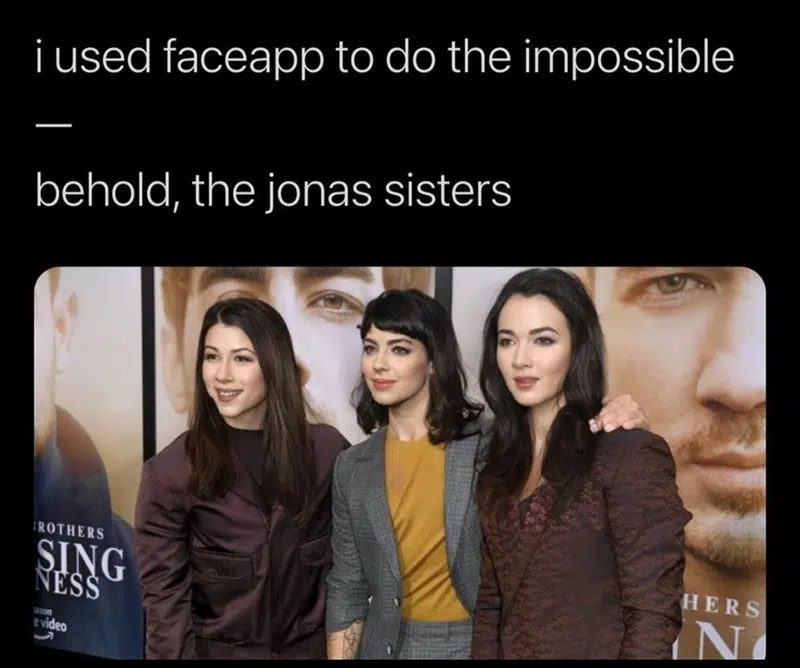 i used faceapp to do the impossible
—
behold, the jonas sisters
ROTHERS
SING
NESS
video
HERS